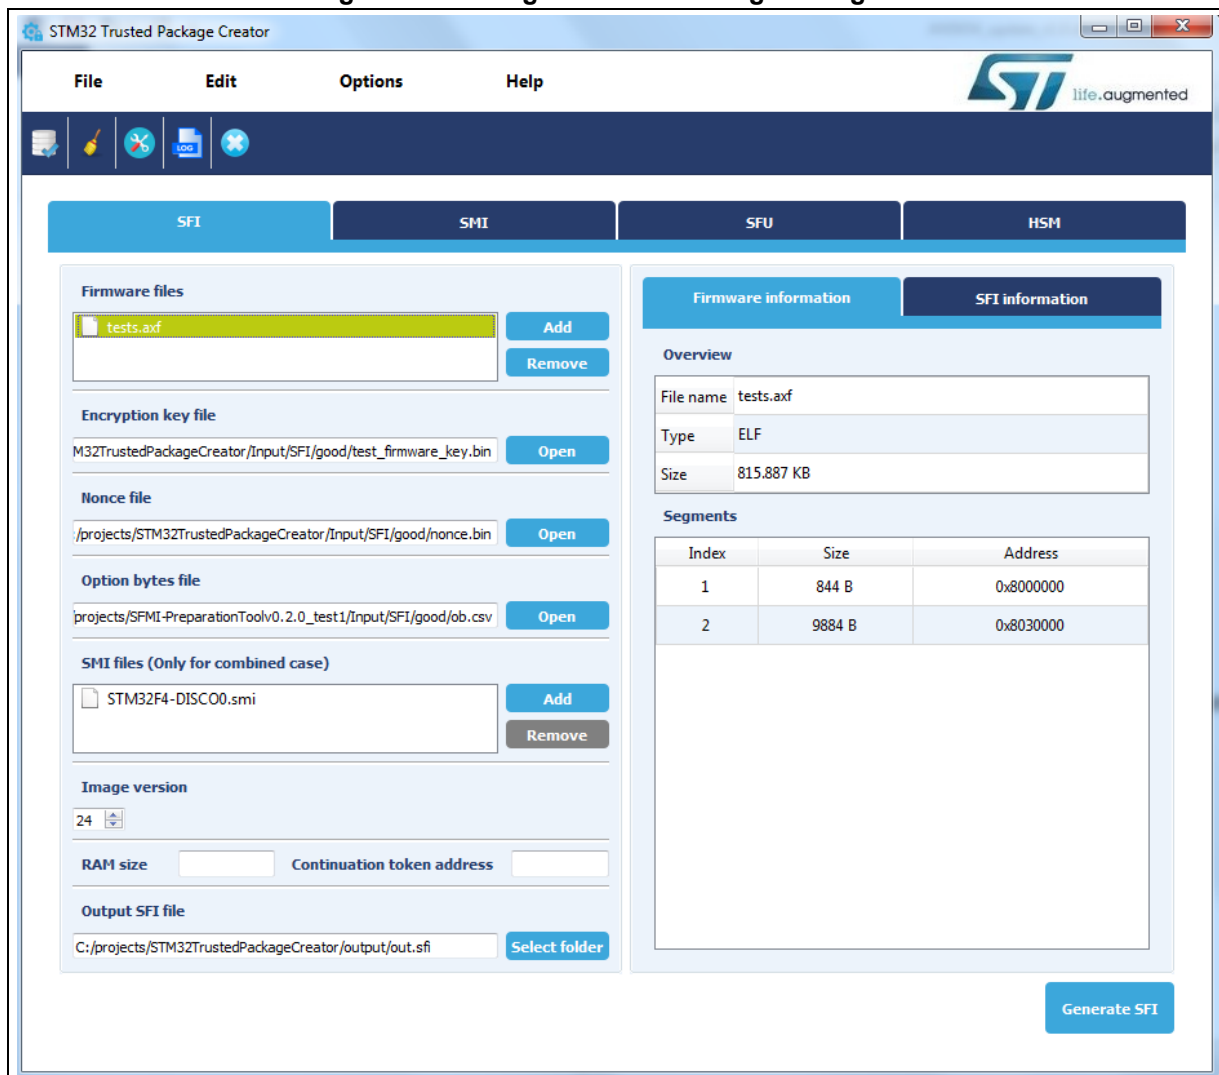 STM32 Trusted Package Creator
File Edit Options Help
life.augmented
LOG
SFI SMI SFU HSM
Firmware files
tests.axf
Add
Remove
Encryption key file
M32TrustedPackageCreator/Input/SFI/good/test_firmware_key.bin Open
Nonce file
:/projects/STM32TrustedPackageCreator/Input/SFI/good/nonce.bin Open
Option bytes file
projects/SFMI-PreparationToolv0.2.0_test1/Input/SFI/good/ob.csv Open
SMI files (Only for combined case)
STM32F4-DISCO0.smi
Add
Remove
Image version
24
RAM size Continuation token address
Output SFI file
C:/projects/STM32TrustedPackageCreator/output/out.sfi Select folder
Firmware information SFI information
Overview
File name tests.axf
Type ELF
Size 815.887 KB
Segments
Index Size Address
1 844 B 0x8000000
2 9884 B 0x8030000
Generate SFI